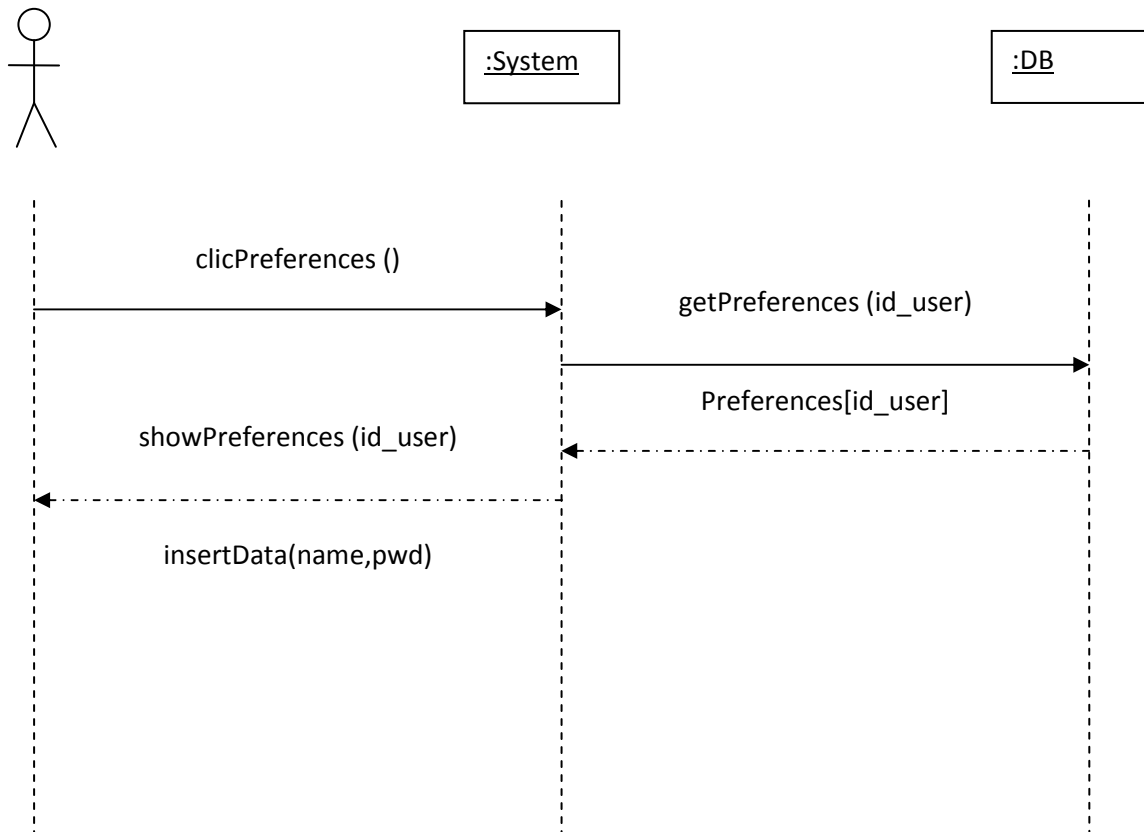 :System
:DB
clicPreferences ()
getPreferences (id_user)
Preferences[id_user]
showPreferences (id_user)
insertData(name,pwd)